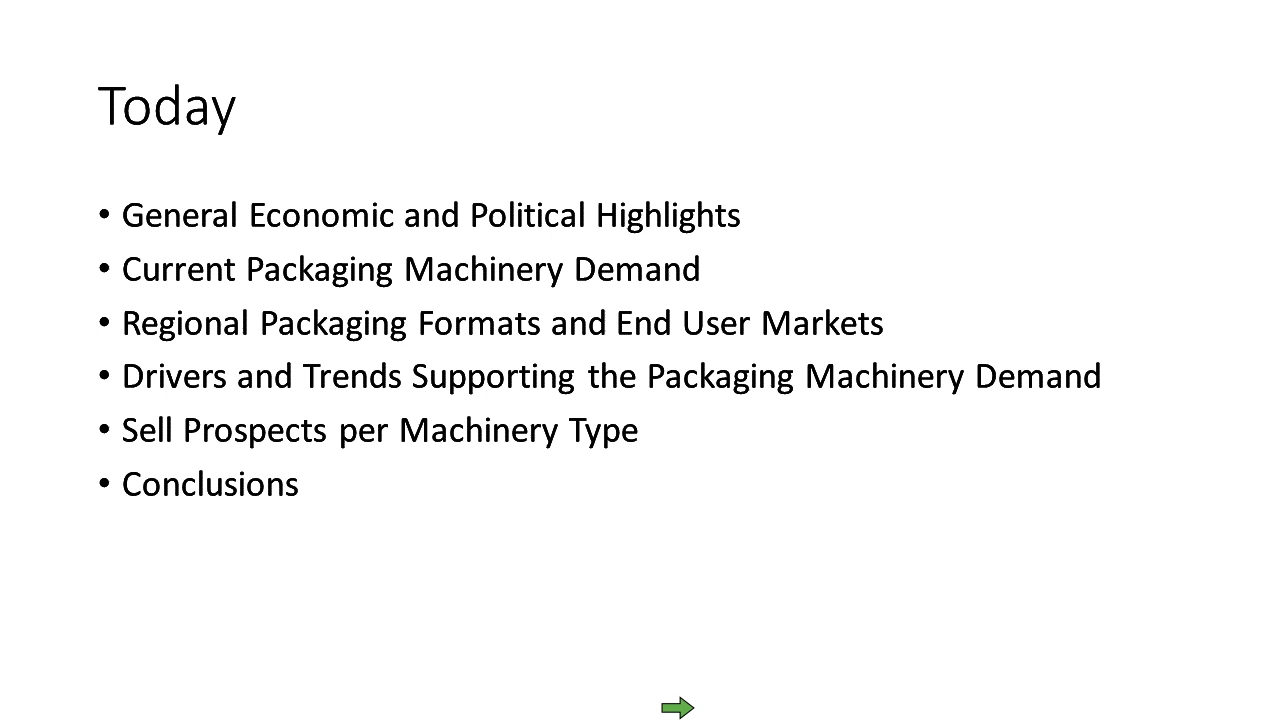 Today
• General Economic and Political Highlights
• Current Packaging Machinery Demand
• Regional Packaging Formats and End User Markets
• Drivers and Trends Supporting the Packaging Machinery Demand
• Sell Prospects per Machinery Type
• Conclusions